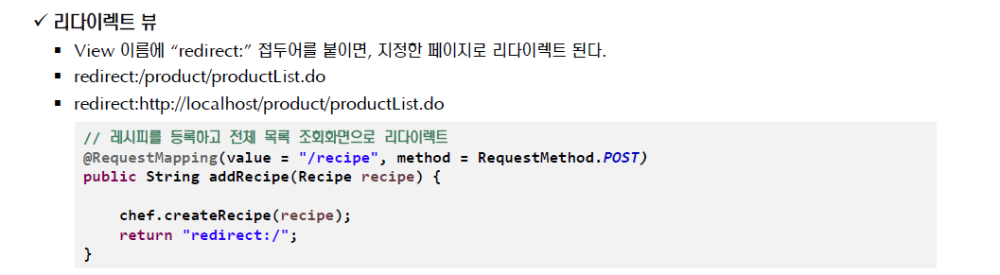 ✓ 리다이렉트 뷰
▪ View 이름에 “redirect:” 접두어를 붙이면, 지정한 페이지로 리다이렉트 된다.
▪ redirect:/product/productList.do
▪ redirect:http://localhost/product/productList.do
// 레시피를 등록하고 전체 목록 조회화면으로 리다이렉트
@RequestMapping(value = "/recipe", method = RequestMethod.POST)
public String addRecipe(Recipe recipe) {
chef.createRecipe(recipe);
return "redirect:/";
}